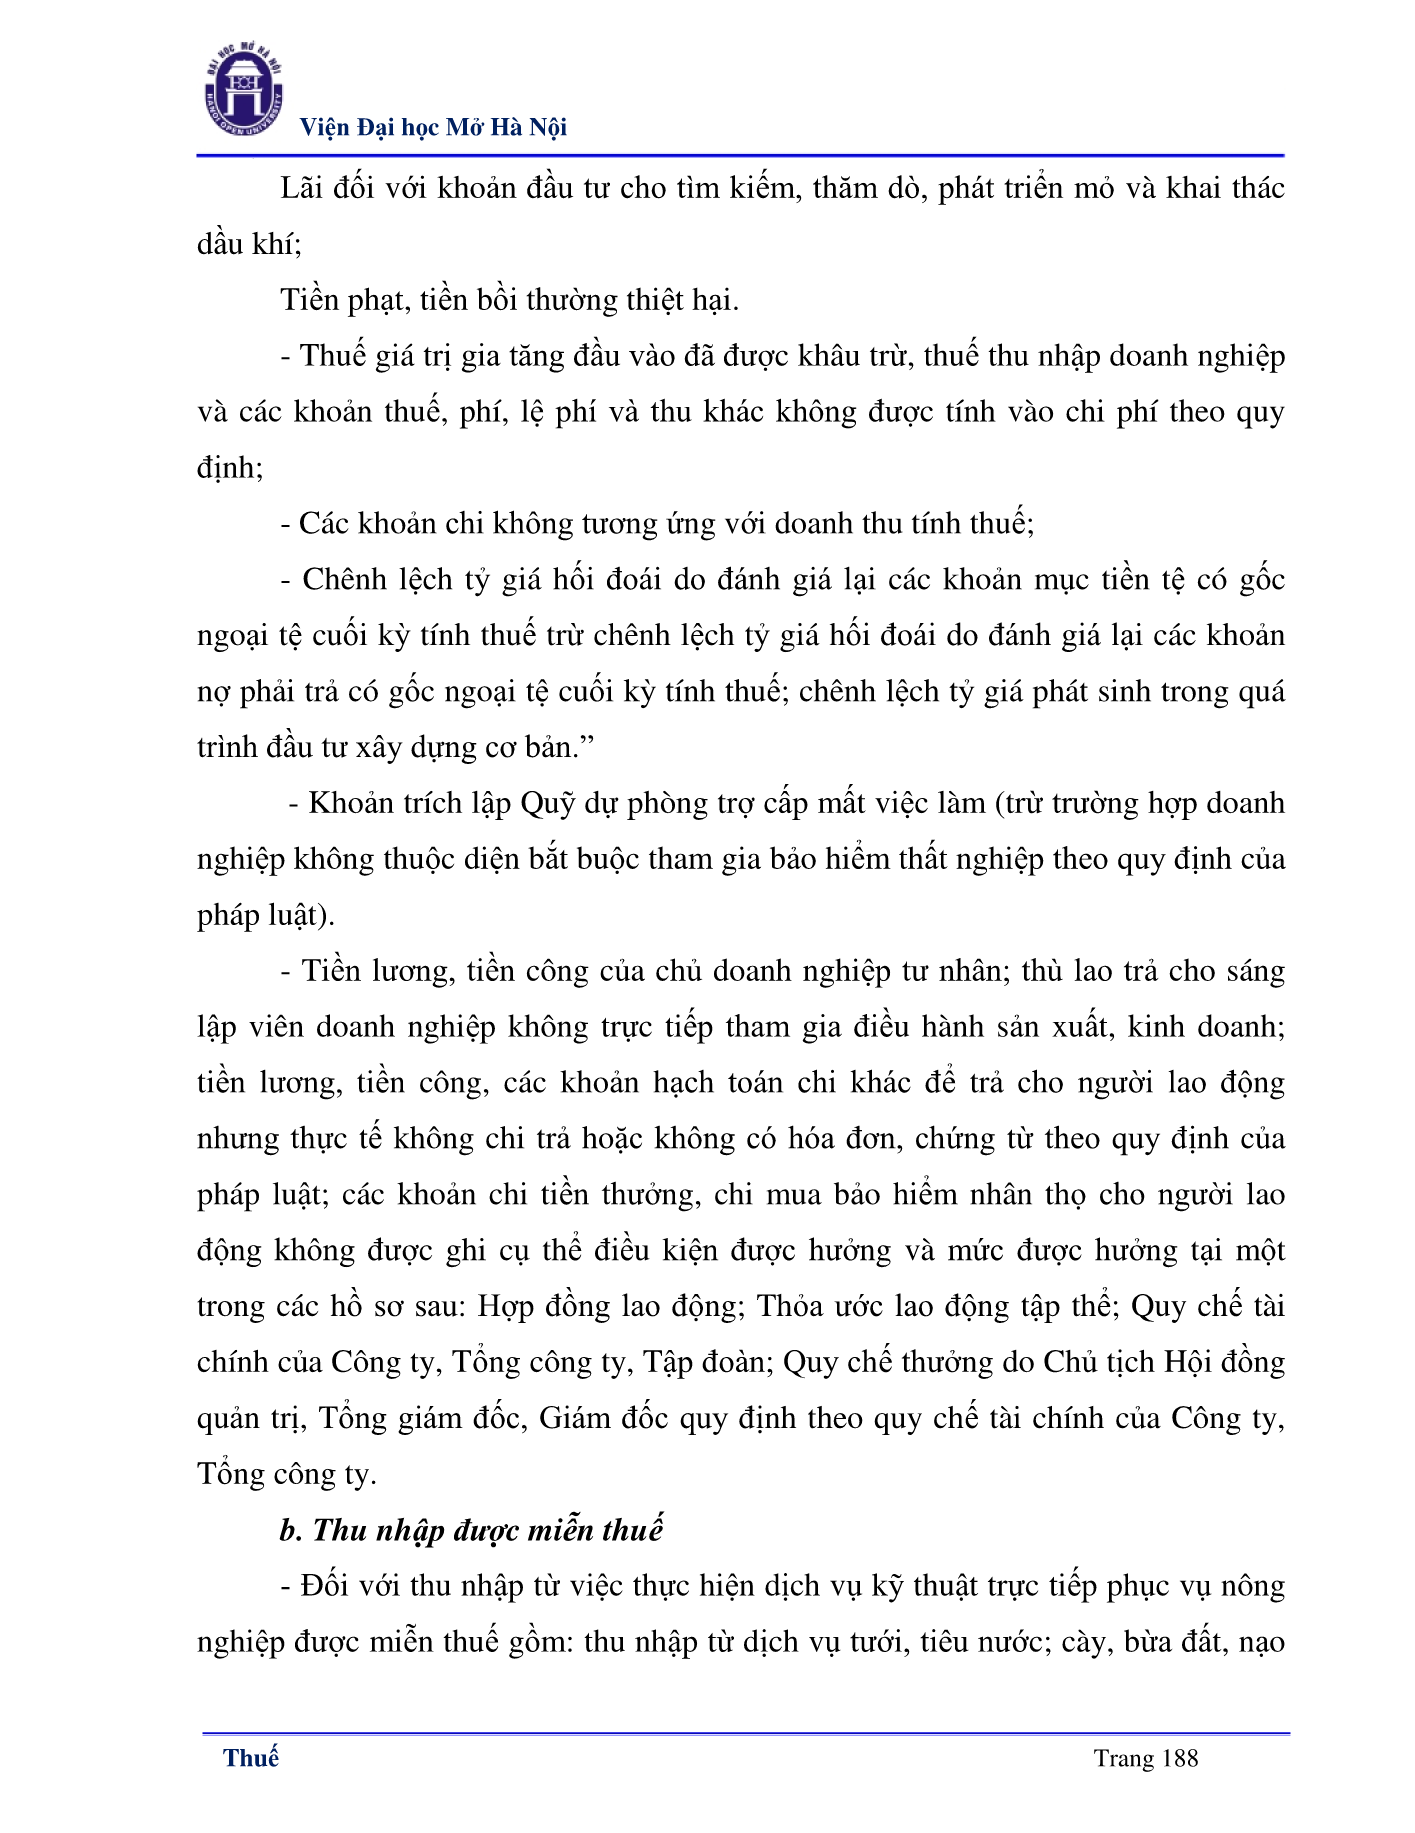 ĐẠI HỌC MỞ HÀ NỘI
HANOI OPEN UNIVERSITY
Viện Đại học Mở Hà Nội
Lãi đối với khoản đầu tư cho tìm kiếm, thăm dò, phát triển mỏ và khai thác
dầu khí;
Tiền phạt, tiền bồi thường thiệt hại.
- Thuế giá trị gia tăng đầu vào đã được khâu trừ, thuế thu nhập doanh nghiệp
và các khoản thuế, phí, lệ phí và thu khác không được tính vào chi phí theo quy
định;
- Các khoản chi không tương ứng với doanh thu tính thuế;
- Chênh lệch tỷ giá hối đoái do đánh giá lại các khoản mục tiền tệ có gốc
ngoại tệ cuối kỳ tính thuế trừ chênh lệch tỷ giá hối đoái do đánh giá lại các khoản
nợ phải trả có gốc ngoại tệ cuối kỳ tính thuế; chênh lệch tỷ giá phát sinh trong quá
trình đầu tư xây dựng cơ bản.”
- Khoản trích lập Quỹ dự phòng trợ cấp mất việc làm (trừ trường hợp doanh
nghiệp không thuộc diện bắt buộc tham gia bảo hiểm thất nghiệp theo quy định của
pháp luật).
- Tiền lương, tiền công của chủ doanh nghiệp tư nhân; thù lao trả cho sáng
lập viên doanh nghiệp không trực tiếp tham gia điều hành sản xuất, kinh doanh;
tiền lương, tiền công, các khoản hạch toán chi khác để trả cho người lao động
nhưng thực tế không chi trả hoặc không có hóa đơn, chứng từ theo quy định của
pháp luật; các khoản chi tiền thưởng, chi mua bảo hiểm nhân thọ cho người lao
động không được ghi cụ thể điều kiện được hưởng và mức được hưởng tại một
trong các hồ sơ sau: Hợp đồng lao động; Thỏa ước lao động tập thể; Quy chế tài
chính của Công ty, Tổng công ty, Tập đoàn; Quy chế thưởng do Chủ tịch Hội đồng
quản trị, Tổng giám đốc, Giám đốc quy định theo quy chế tài chính của Công ty,
Tổng công ty.
b. Thu nhập được miễn thuế
- Đối với thu nhập từ việc thực hiện dịch vụ kỹ thuật trực tiếp phục vụ nông
nghiệp được miễn thuế gồm: thu nhập từ dịch vụ tưới, tiêu nước; cày, bừa đất, nạo
Thuế
Trang 188